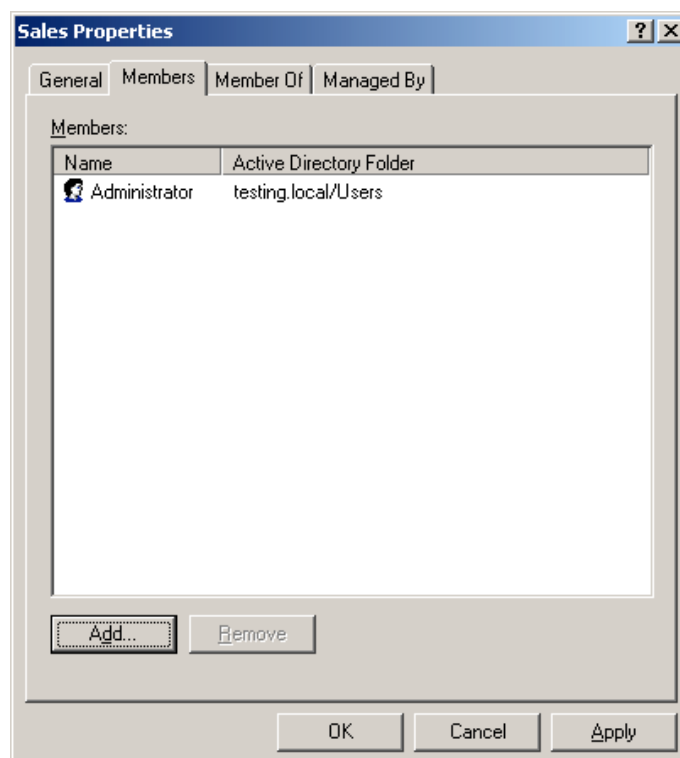 Sales Properties
General Members Member Of Managed By
Members:
Name Active Directory Folder
Administrator testing.local/Users
Add... Remove
OK Cancel Apply